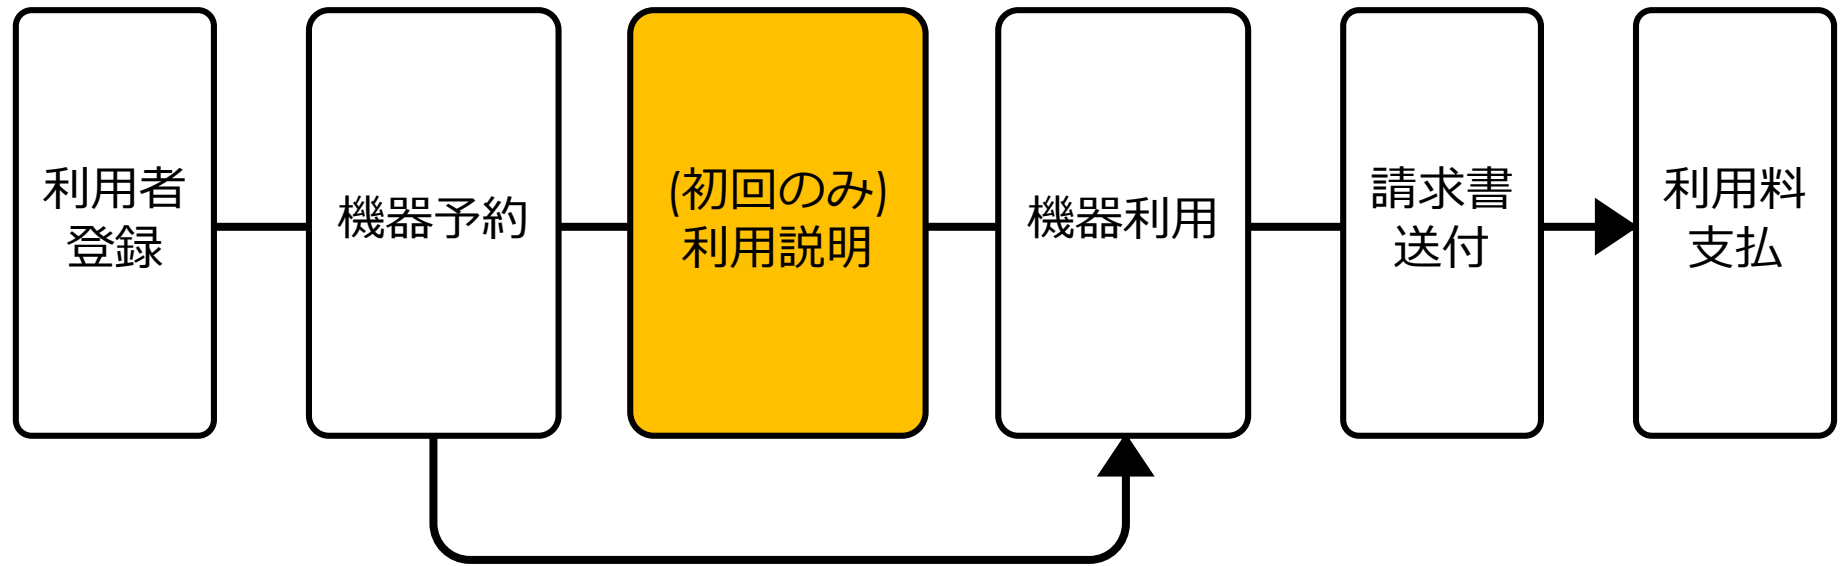 利用者
登録
機器予約
(初回のみ)
利用説明
機器利用
請求書
送付
利用料
支払